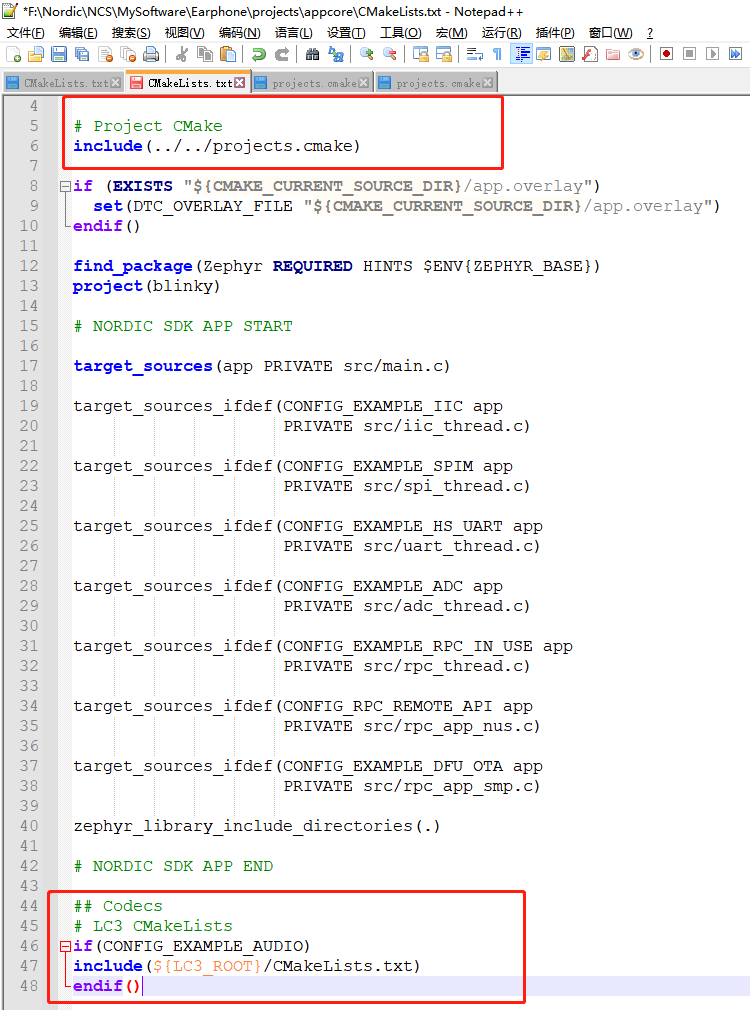 *F:\Nordic\NCS\MySoftware\Earphone\projects\appcore\CMakeLists.txt - Notepad++
文件(F) 编辑(E) 搜索(S) 视图(V) 编码(N) 语言(L) 设置(T) 工具(O) 宏(M) 运行(R) 插件(P) 窗口(W) ?
CMakeLists.txt CMakeLists.txt projects.cmake projects.cmake
4
5 # Project CMake
6 include(../../projects.cmake)
7
8 if (EXISTS "${CMAKE_CURRENT_SOURCE_DIR}/app.overlay")
9 set(DTC_OVERLAY_FILE "${CMAKE_CURRENT_SOURCE_DIR}/app.overlay")
10 endif()
11
12 find_package(Zephyr REQUIRED HINTS $ENV{ZEPHYR_BASE})
13 project(blinky)
14
15 # NORDIC SDK APP START
16
17 target_sources(app PRIVATE src/main.c)
18
19 target_sources_ifdef(CONFIG_EXAMPLE_IIC app
20 PRIVATE src/iic_thread.c)
21
22 target_sources_ifdef(CONFIG_EXAMPLE_SPIM app
23 PRIVATE src/spi_thread.c)
24
25 target_sources_ifdef(CONFIG_EXAMPLE_HS_UART app
26 PRIVATE src/uart_thread.c)
27
28 target_sources_ifdef(CONFIG_EXAMPLE_ADC app
29 PRIVATE src/adc_thread.c)
30
31 target_sources_ifdef(CONFIG_EXAMPLE_RPC_IN_USE app
32 PRIVATE src/rpc_thread.c)
33
34 target_sources_ifdef(CONFIG_RPC_REMOTE_API app
35 PRIVATE src/rpc_app_nus.c)
36
37 target_sources_ifdef(CONFIG_EXAMPLE_DFU_OTA app
38 PRIVATE src/rpc_app_smp.c)
39
40 zephyr_library_include_directories(.)
41
42 # NORDIC SDK APP END
43
44 ## Codecs
45 # LC3 CMakeLists
46 if(CONFIG_EXAMPLE_AUDIO)
47 include(${LC3_ROOT}/CMakeLists.txt)
48 endif()